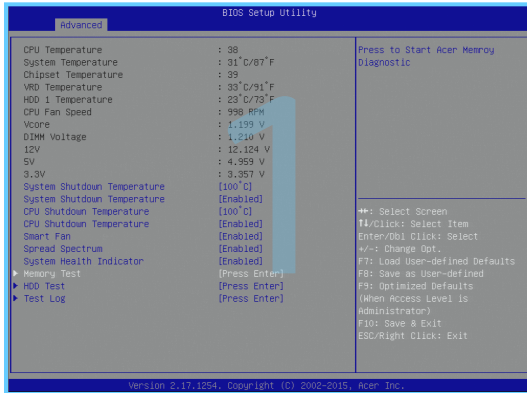 BIOS Setup Utility
Advanced
CPU Temperature : 38
System Temperature : 31°C/87°F
Chipset Temperature : 39
VRD Temperature : 33°C/91°F
HDD 1 Temperature : 23°C/73°F
CPU Fan Speed : 998 RPM
Vcore : 1.199 V
DIMM Voltage : 1.210 V
12V : 12.124 V
5V : 4.959 V
3.3V : 3.357 V
System Shutdown Temperature [100°C]
System Shutdown Temperature [Enabled]
CPU Shutdown Temperature [100°C]
CPU Shutdown Temperature [Enabled]
Smart Fan [Enabled]
Spread Spectrum [Enabled]
System Health Indicator [Enabled]
Memory Test [Press Enter]
HDD Test [Press Enter]
Test Log [Press Enter]
1
Press to Start Acer Memroy
Diagnostic
→←: Select Screen
↑↓/Click: Select Item
Enter/Dbl Click: Select
+/-: Change Opt.
F7: Load User-defined Defaults
F8: Save as User-defined
F9: Optimized Defaults
(When Access Level is
Administrator)
F10: Save & Exit
ESC/Right Click: Exit
Version 2.17.1254. Copyright (C) 2002-2015, Acer Inc.